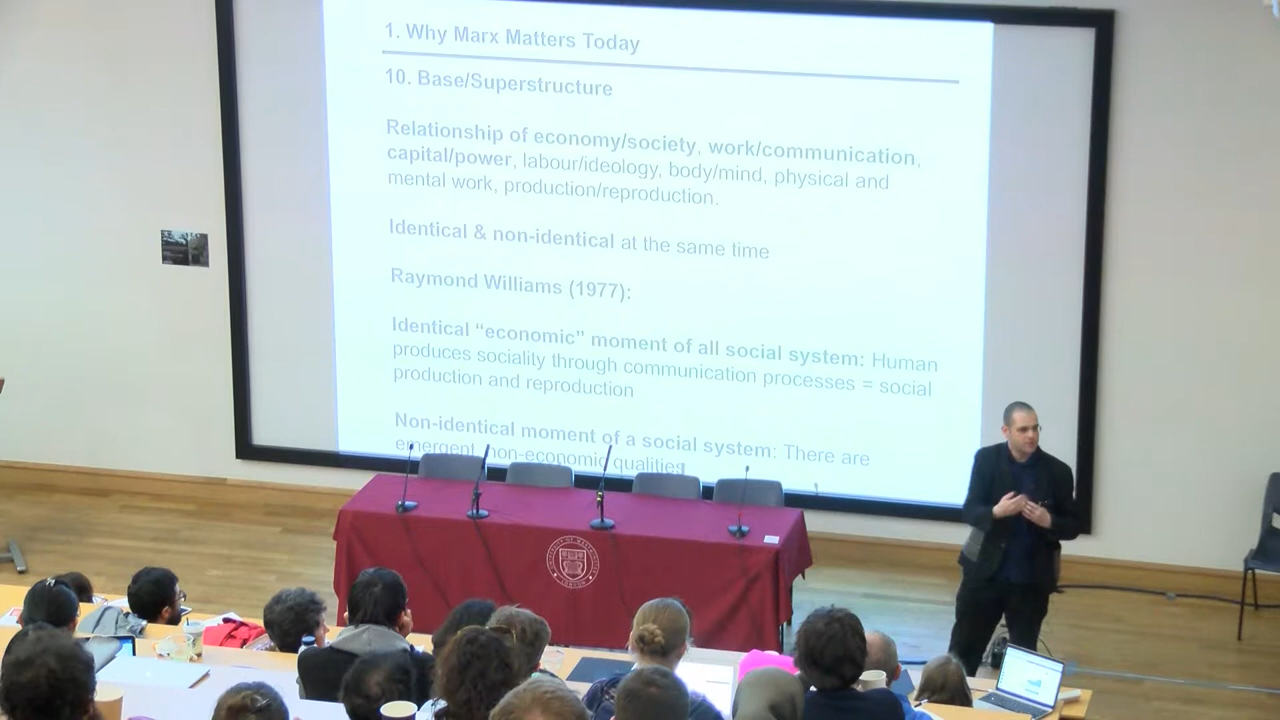 1. Why Marx Matters Today
10. Base/Superstructure
Relationship of economy/society, work/communication,
capital/power, labour/ideology, body/mind, physical and
mental work, production/reproduction.
Identical & non-identical at the same time
Raymond Williams (1977):
Identical “economic” moment of all social system: Human
produces sociality through communication processes = social
production and reproduction
Non-identical moment of a social system: There are
emergent, non-economic qualities